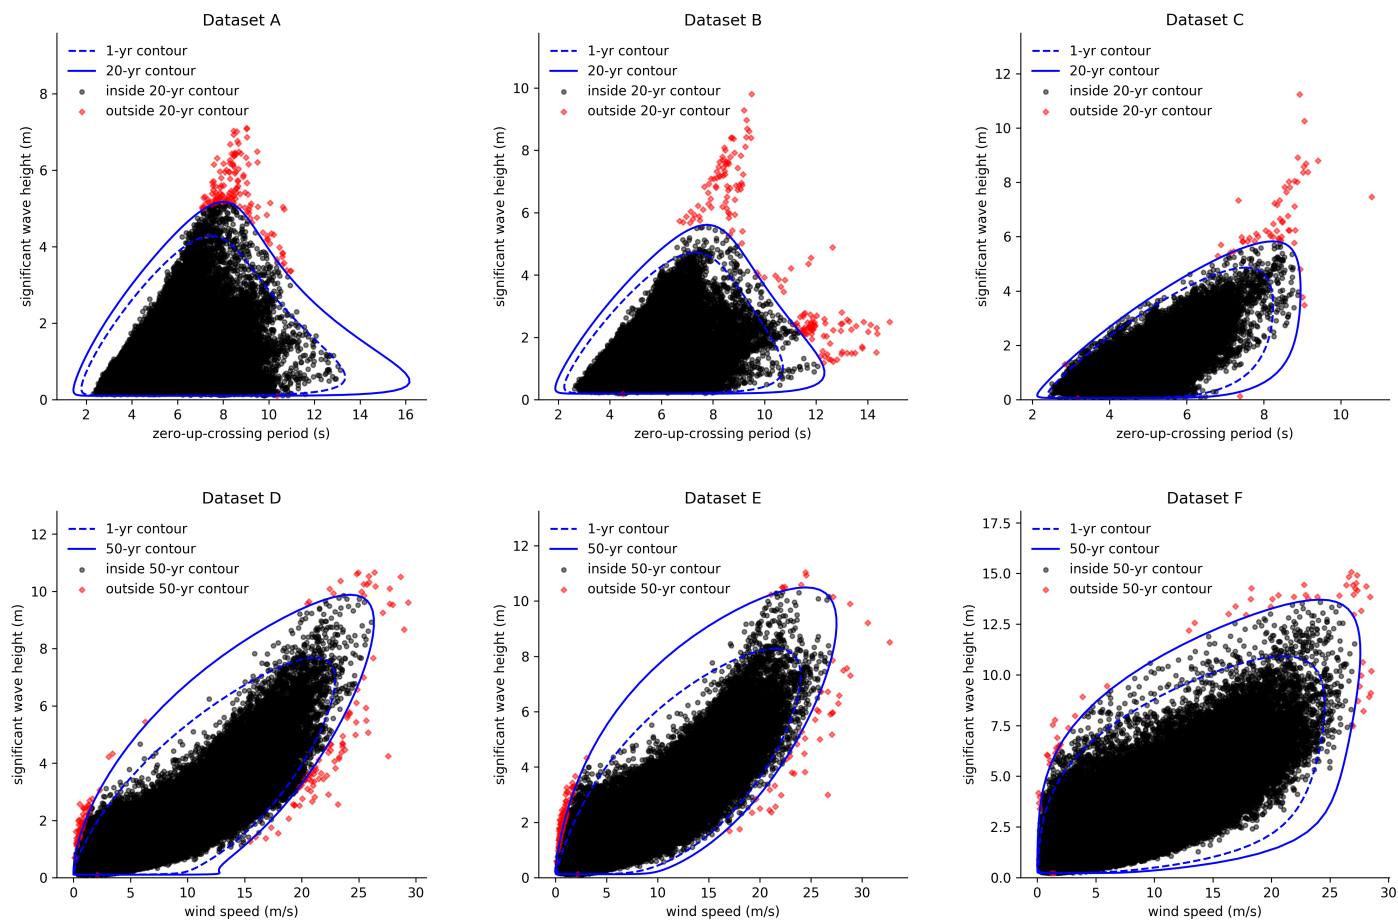 Dataset A
1-yr contour
20-yr contour
inside 20-yr contour
outside 20-yr contour
significant wave height (m)
8
6
4
2
0
2 4 6 8 10 12 14 16
zero-up-crossing period (s)
Dataset B
1-yr contour
20-yr contour
inside 20-yr contour
outside 20-yr contour
significant wave height (m)
10
8
6
4
2
0
2 4 6 8 10 12 14
zero-up-crossing period (s)
Dataset C
1-yr contour
20-yr contour
inside 20-yr contour
outside 20-yr contour
significant wave height (m)
12
10
8
6
4
2
0
2 4 6 8 10
zero-up-crossing period (s)
Dataset D
1-yr contour
50-yr contour
inside 50-yr contour
outside 50-yr contour
significant wave height (m)
12
10
8
6
4
2
0
0 5 10 15 20 25 30
wind speed (m/s)
Dataset E
1-yr contour
50-yr contour
inside 50-yr contour
outside 50-yr contour
significant wave height (m)
12
10
8
6
4
2
0
0 5 10 15 20 25 30
wind speed (m/s)
Dataset F
1-yr contour
50-yr contour
inside 50-yr contour
outside 50-yr contour
significant wave height (m)
17.5
15.0
12.5
10.0
7.5
5.0
2.5
0.0
0 5 10 15 20 25 30
wind speed (m/s)